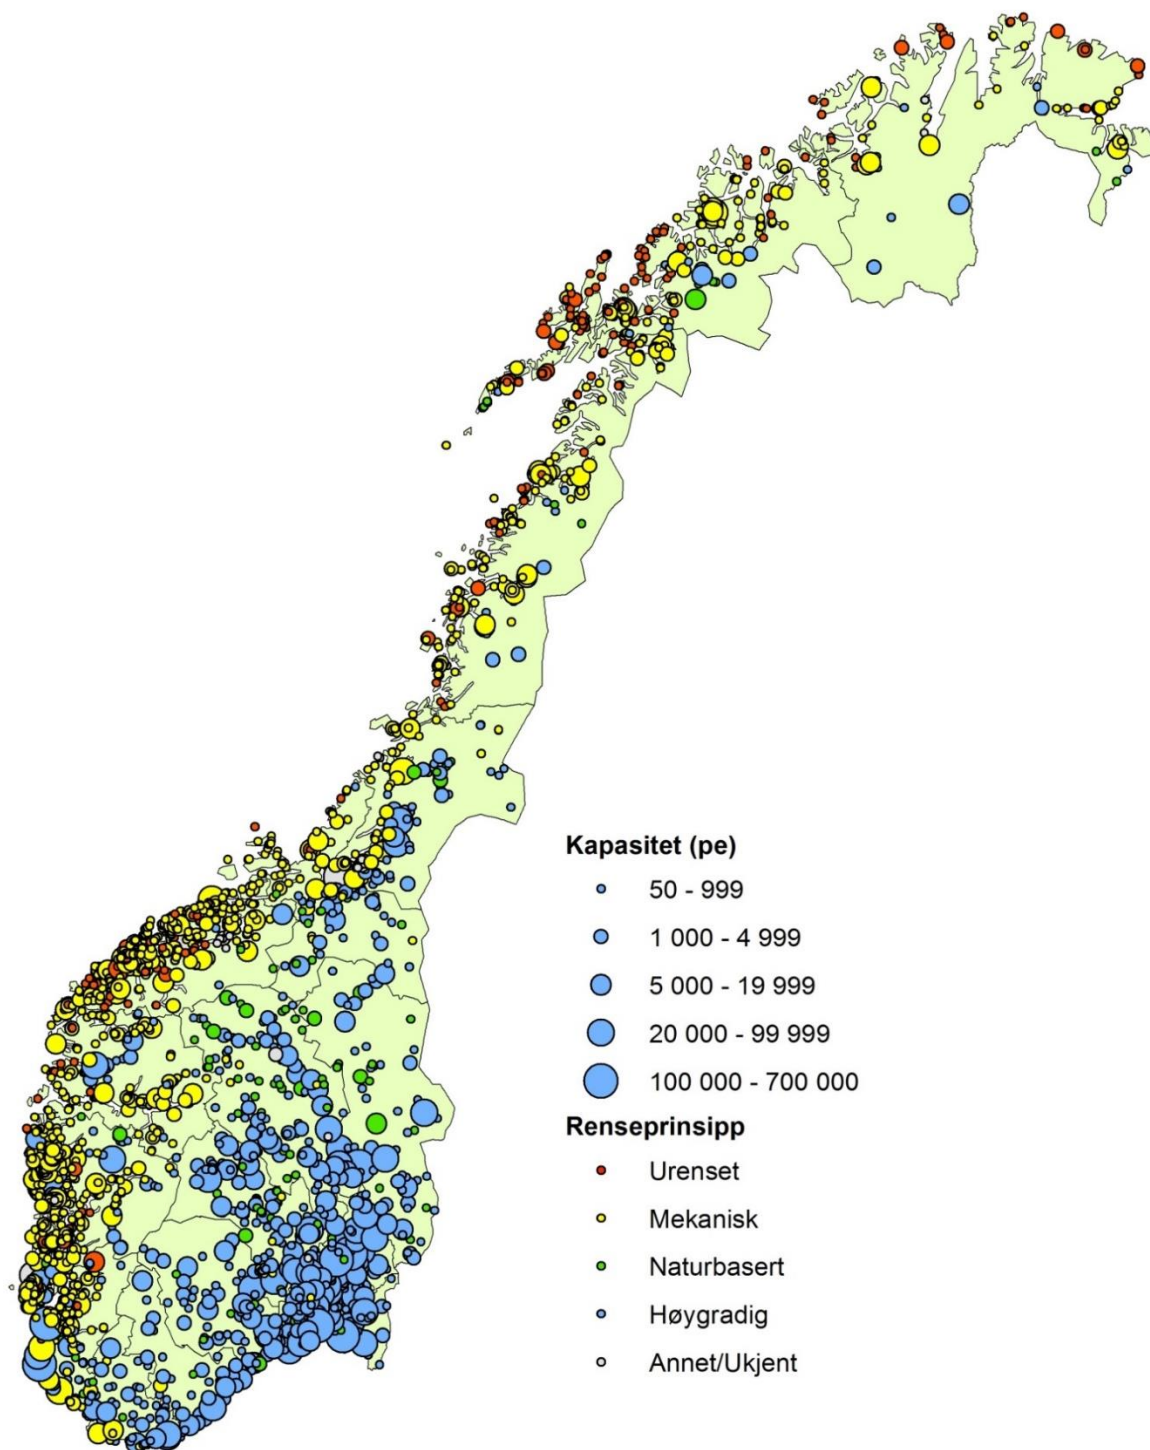 Kapasitet (pe)
50 - 999
1 000 - 4 999
5 000 - 19 999
20 000 - 99 999
100 000 - 700 000
Renseprinsipp
Urenset
Mekanisk
Naturbasert
Høygradig
Annet/Ukjent